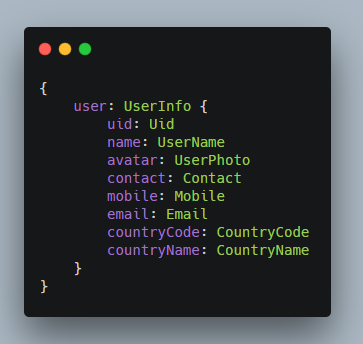 {
    user: UserInfo {
        uid: Uid
        name: UserName
        avatar: UserPhoto
        contact: Contact
        mobile: Mobile
        email: Email
        countryCode: CountryCode
        countryName: CountryName
    }
}